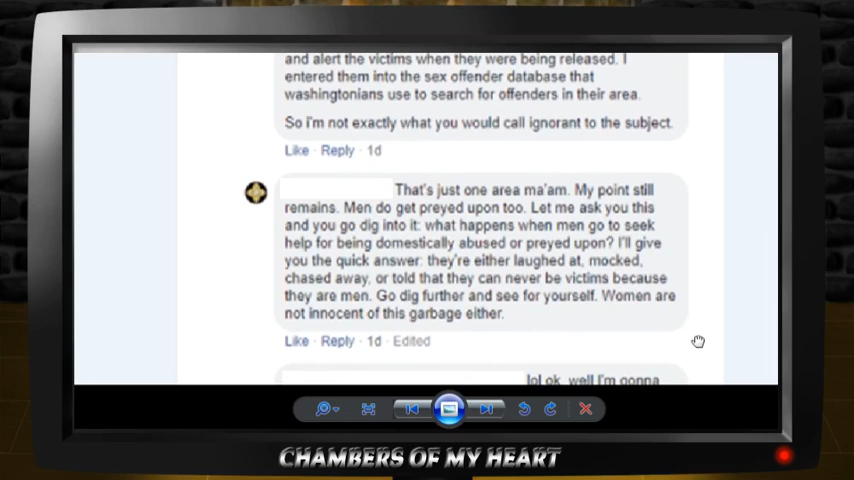 and alert the victims when they were being released. I
entered them into the sex offender database that
washingtonians use to search for offenders in their area.
So i'm not exactly what you would call ignorant to the subject.
Like · Reply · 1d
That's just one area ma'am. My point still
remains. Men do get preyed upon too. Let me ask you this
and you go dig into it: what happens when men go to seek
help for being domestically abused or preyed upon? I'll give
you the quick answer: they're either laughed at, mocked,
chased away, or told that they can never be victims because
they are men. Go dig further and see for yourself. Women are
not innocent of this garbage either.
Like · Reply · 1d · Edited
lol ok, well I'm gonna
CHAMBERS OF MY HEART